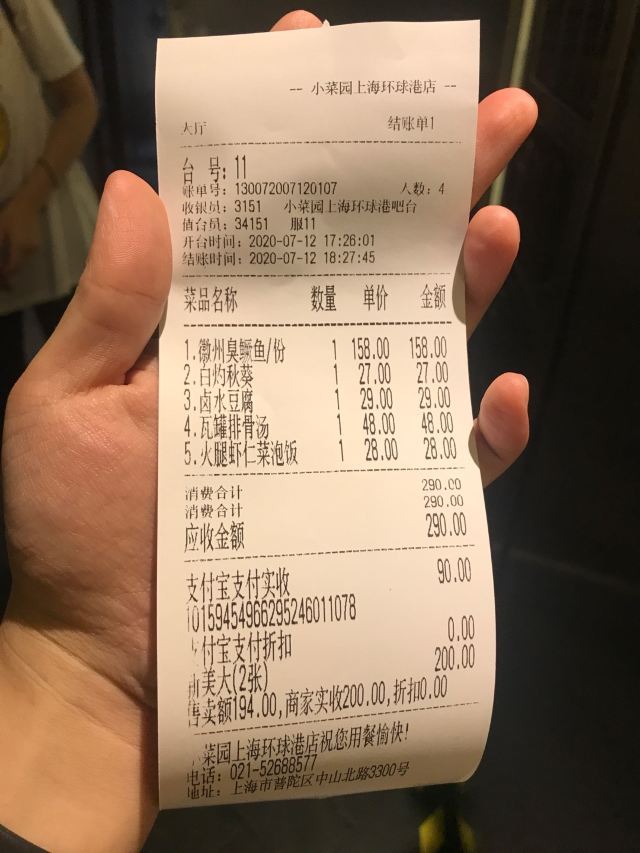 -- 小菜园上海环球港店 --
大厅 结账单1
台 号: 11
账单号: 130072007120107 人数: 4
收银员: 3151 小菜园上海环球港吧台
值台员: 34151 服11
开台时间: 2020-07-12 17:26:01
结账时间: 2020-07-12 18:27:45
菜品名称 数量 单价 金额
1.徽州臭鳜鱼/份 1 158.00 158.00
2.白灼秋葵 1 27.00 27.00
3.卤水豆腐 1 29.00 29.00
4.瓦罐排骨汤 1 48.00 48.00
5.火腿虾仁菜泡饭 1 28.00 28.00
消费合计 290.00
消费合计 290.00
应收金额 290.00
支付宝支付实收 90.00
1015945496629524601​1078
付宝支付折扣 0.00
新美大(2张) 200.00
售卖额194.00,商家实收200.00,折扣0.00
菜园上海环球港店祝您用餐愉快!
电话: 021-52688577
地址: 上海市普陀区中山北路3300号